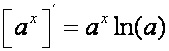 [a^x]' = a^x ln(a)